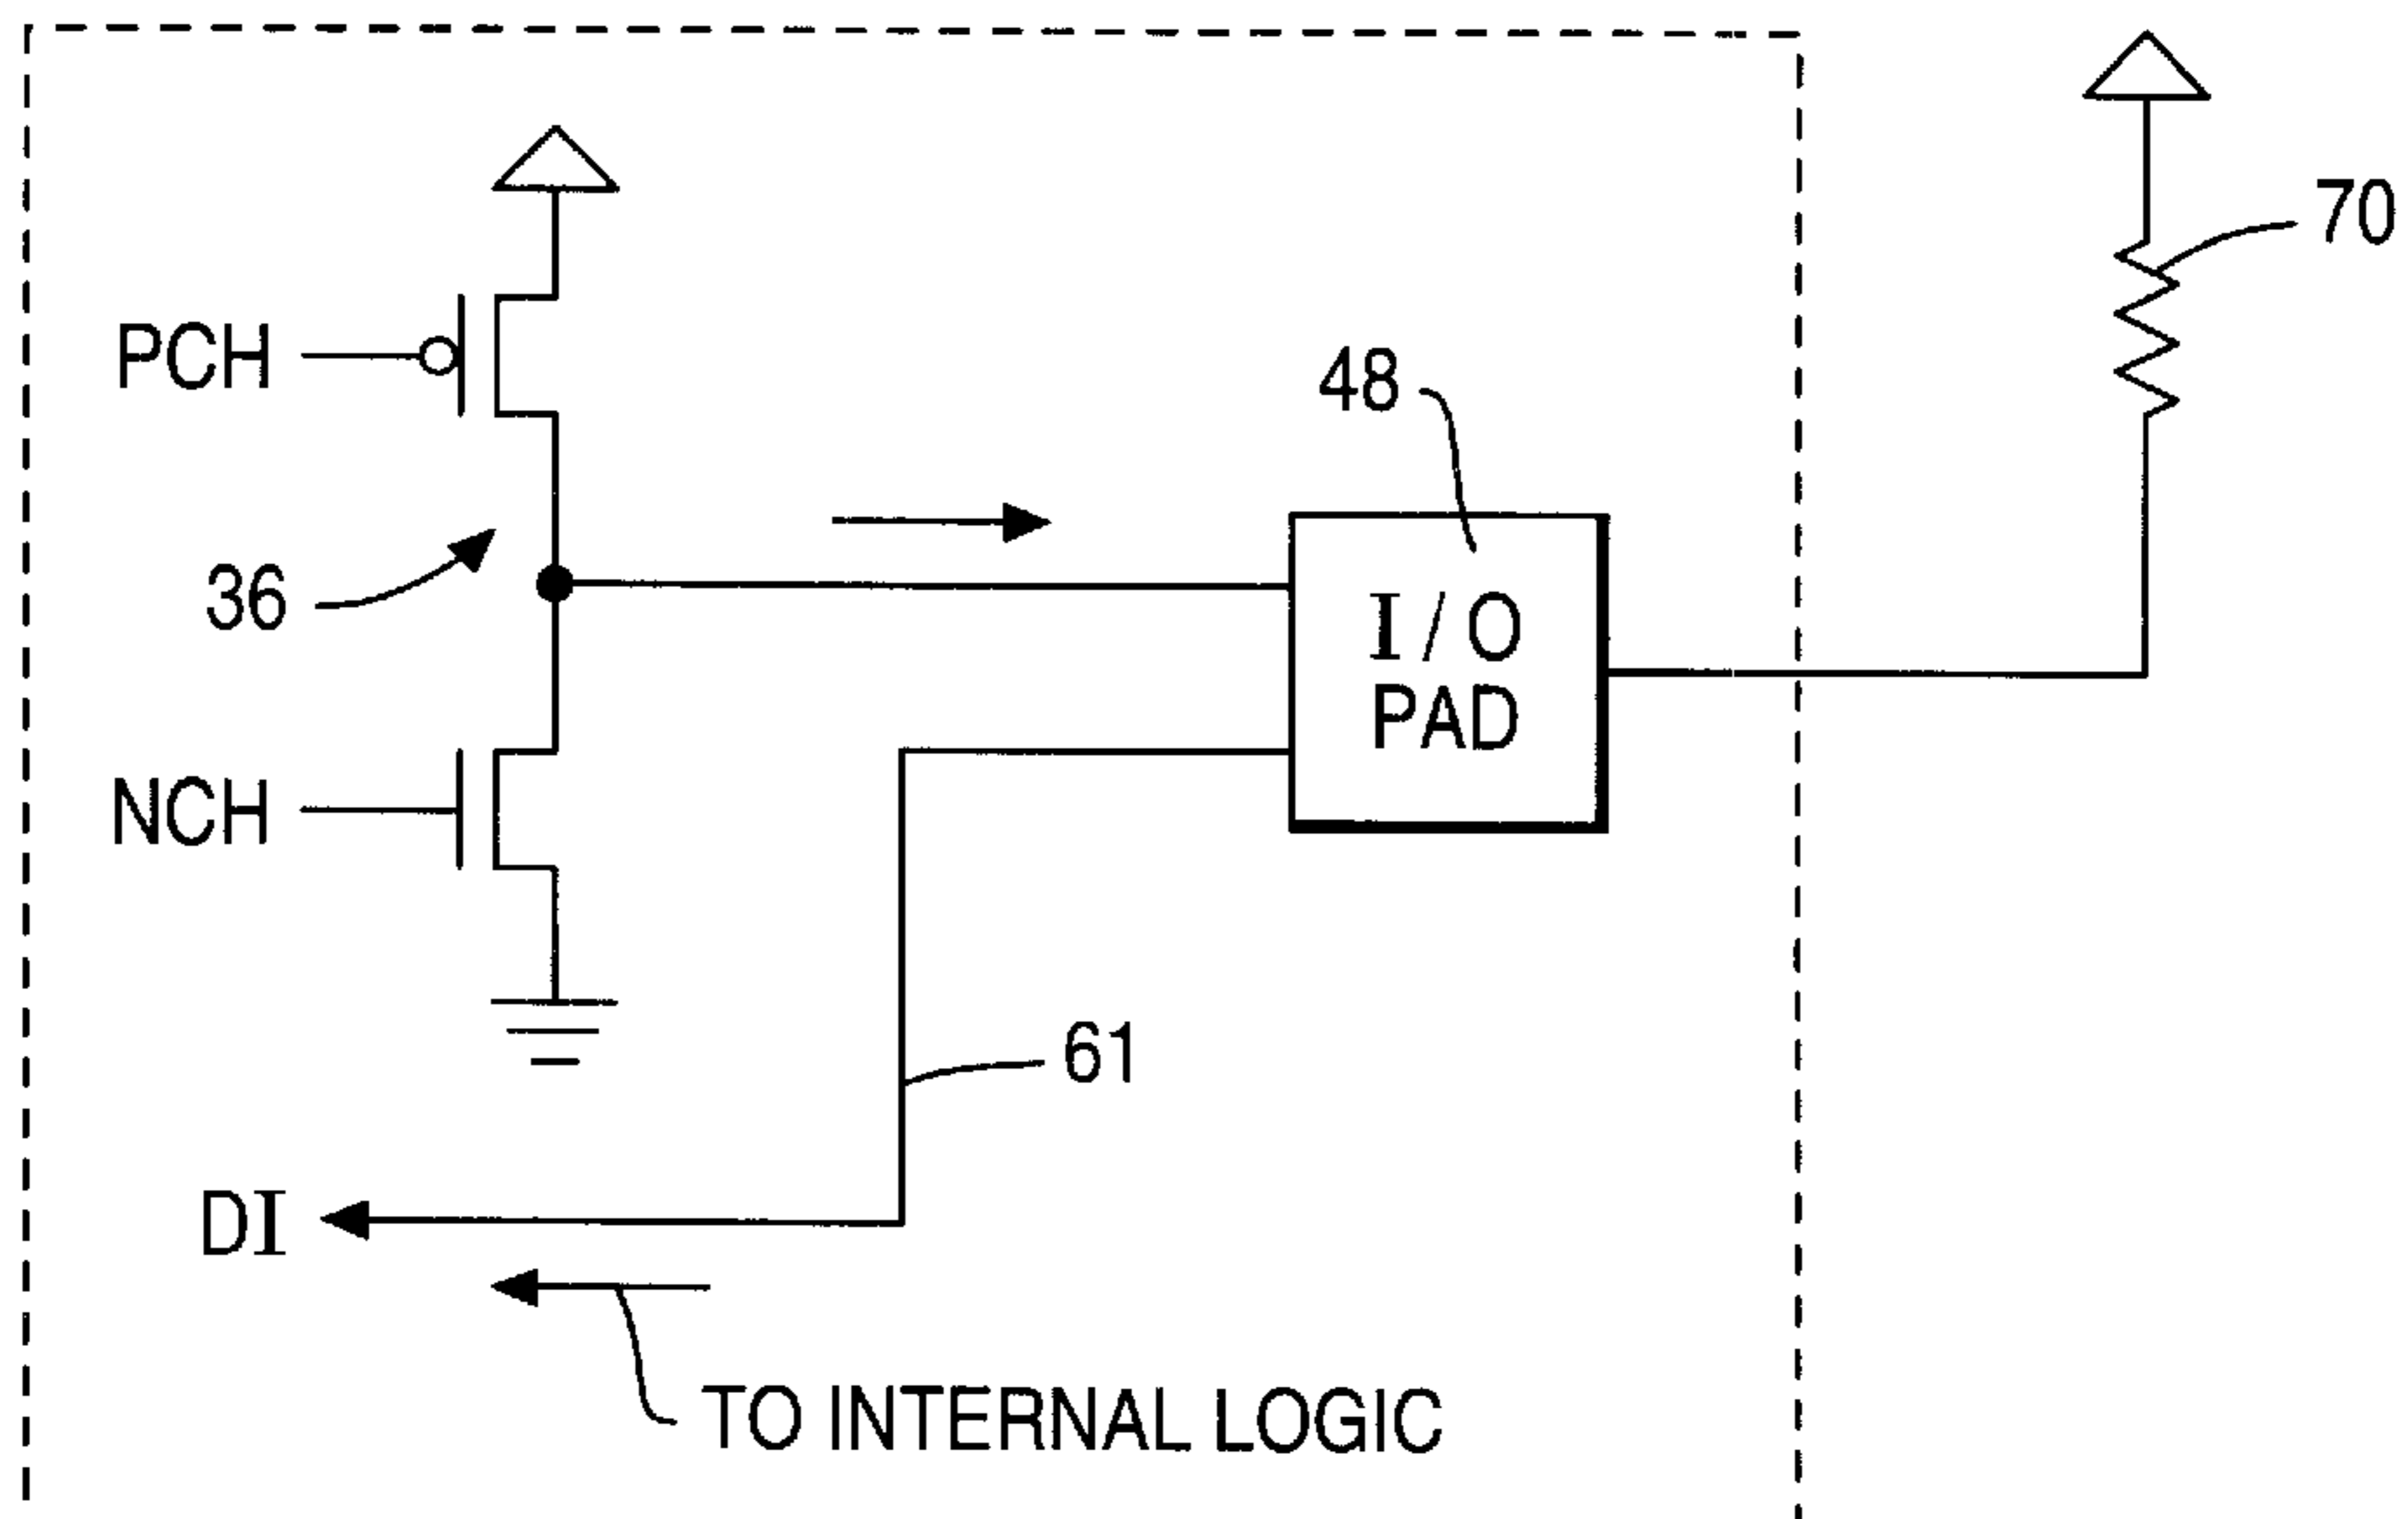 70
PCH
48
36
I/O
PAD
NCH
61
DI
TO INTERNAL LOGIC